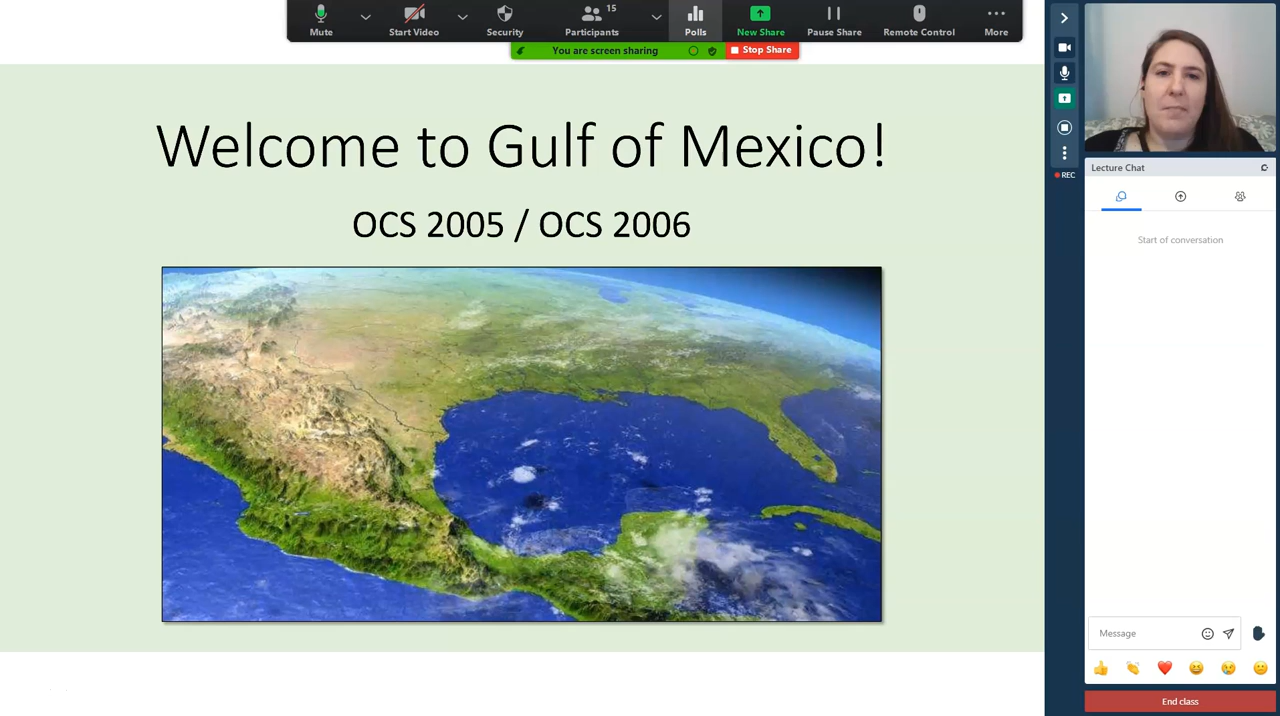 15
Mute
Start Video
Security
Participants
Polls
New Share
Pause Share
Remote Control
More
You are screen sharing
Stop Share
Welcome to Gulf of Mexico!
OCS 2005 / OCS 2006
REC
Lecture Chat
Start of conversation
Message
End class